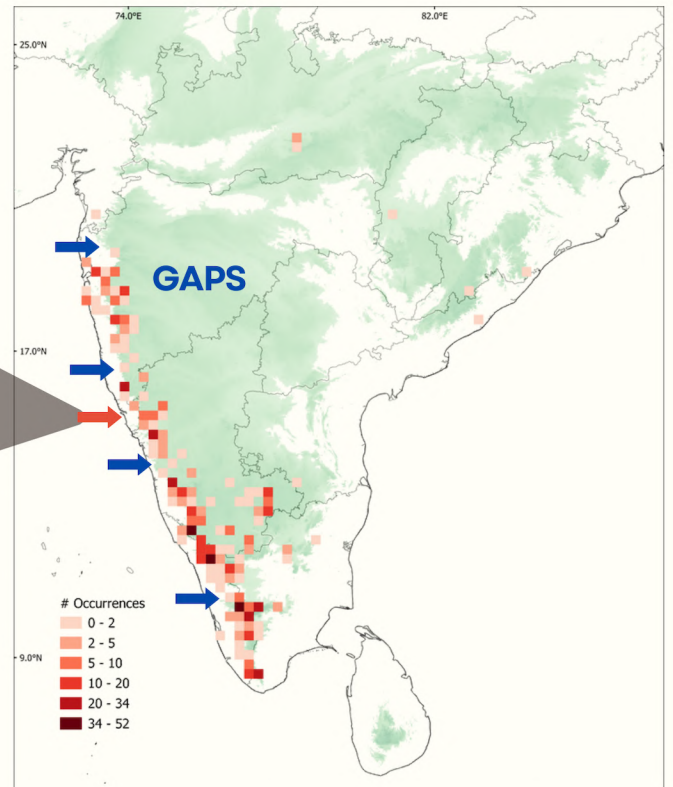 74.0°E
82.0°E
25.0°N
GAPS
17.0°N
# Occurrences
0 - 2
2 - 5
5 - 10
10 - 20
20 - 34
34 - 52
9.0°N